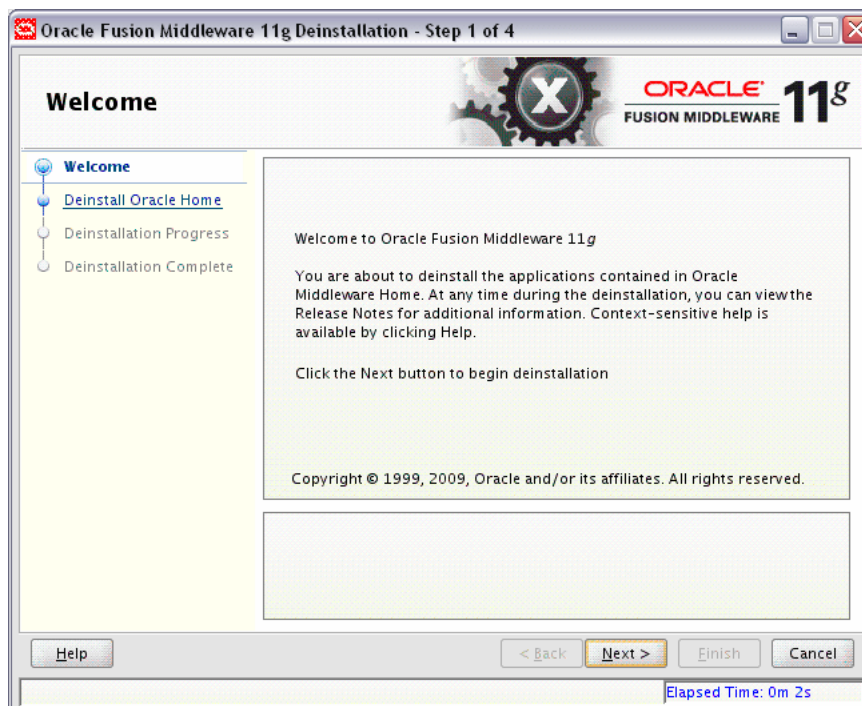 Oracle Fusion Middleware 11g Deinstallation - Step 1 of 4
Welcome
X
ORACLE
FUSION MIDDLEWARE
11g
Welcome
Deinstall Oracle Home
Deinstallation Progress
Deinstallation Complete
Welcome to Oracle Fusion Middleware 11g
You are about to deinstall the applications contained in Oracle
Middleware Home. At any time during the deinstallation, you can view the
Release Notes for additional information. Context-sensitive help is
available by clicking Help.
Click the Next button to begin deinstallation
Copyright © 1999, 2009, Oracle and/or its affiliates. All rights reserved.
Help
< Back
Next >
Finish
Cancel
Elapsed Time: 0m 2s